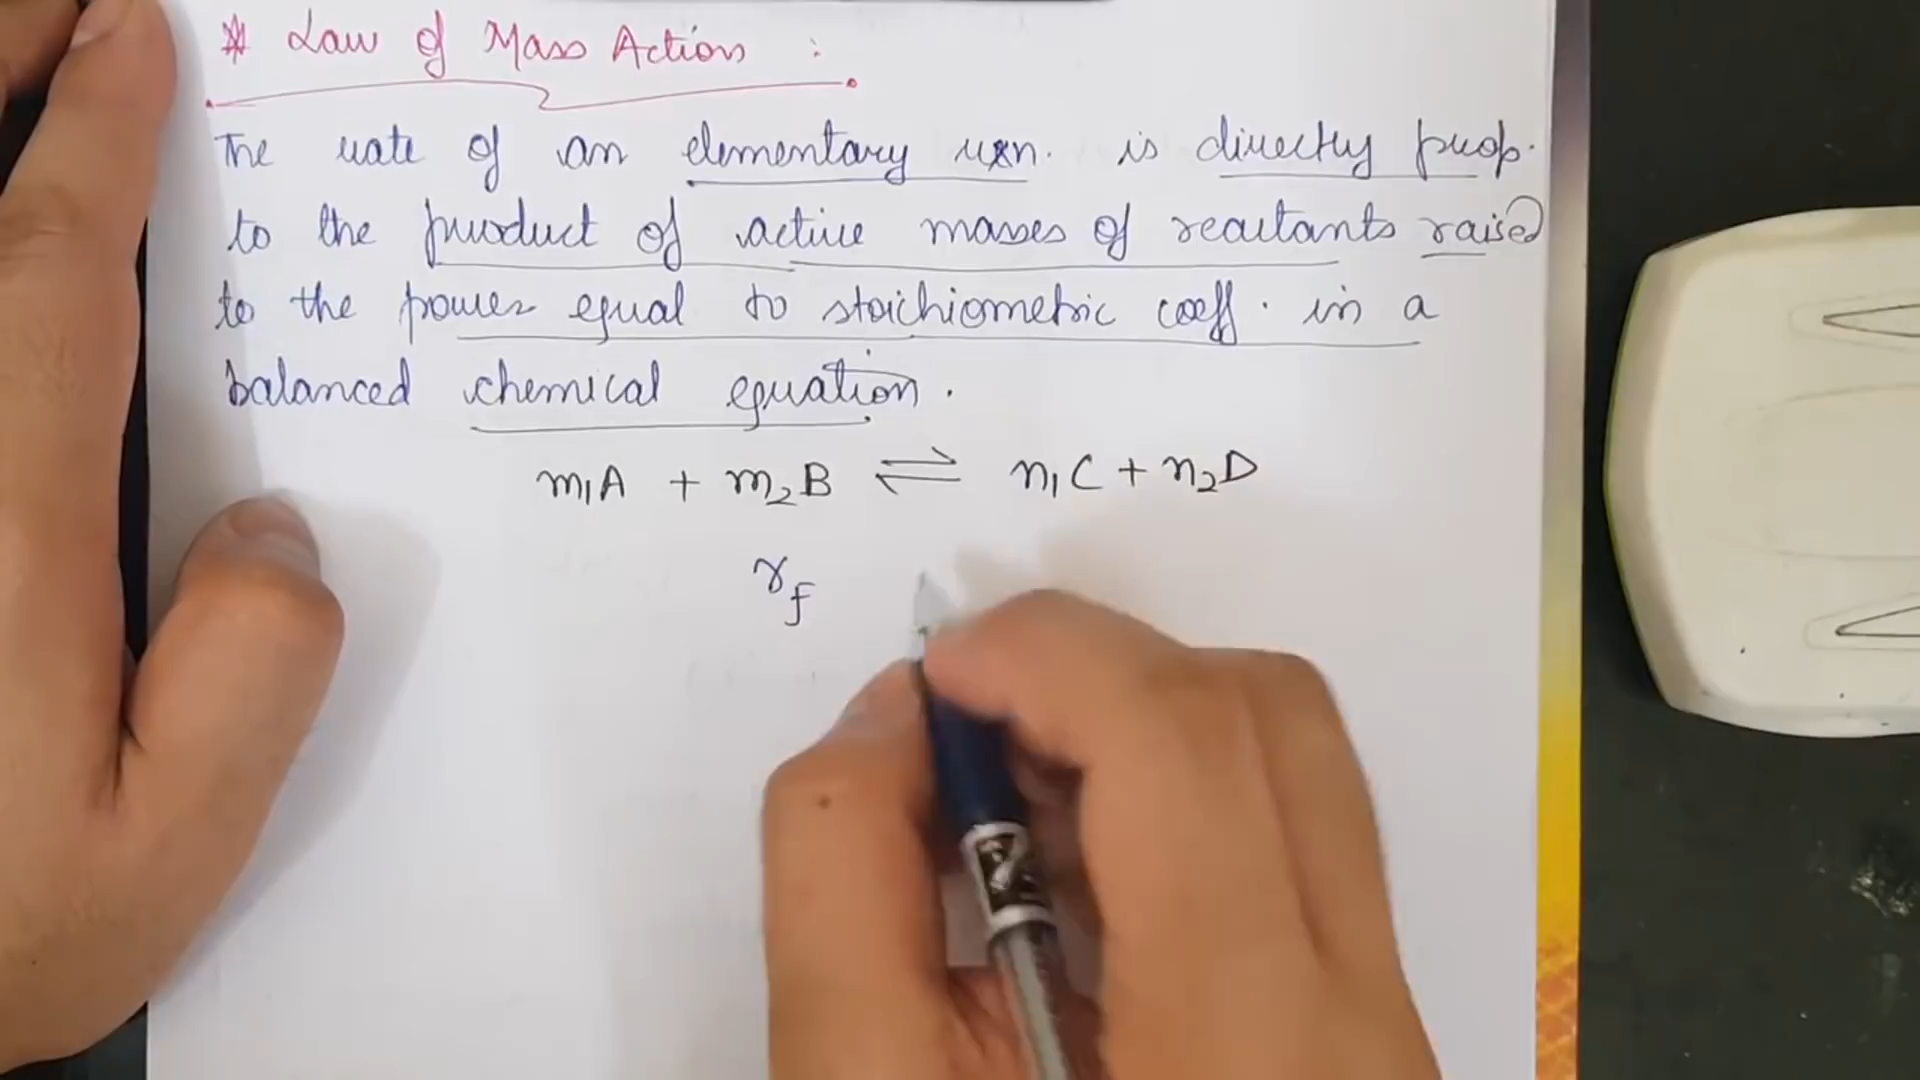 * Law of Mass Action :
The rate of an elementary rxn. is directly prop.
to the product of active masses of reactants raised
to the power equal to stoichiometric coeff. in a
balanced chemical equation.
m₁A + m₂B ⇌ n₁C + n₂D
r_f